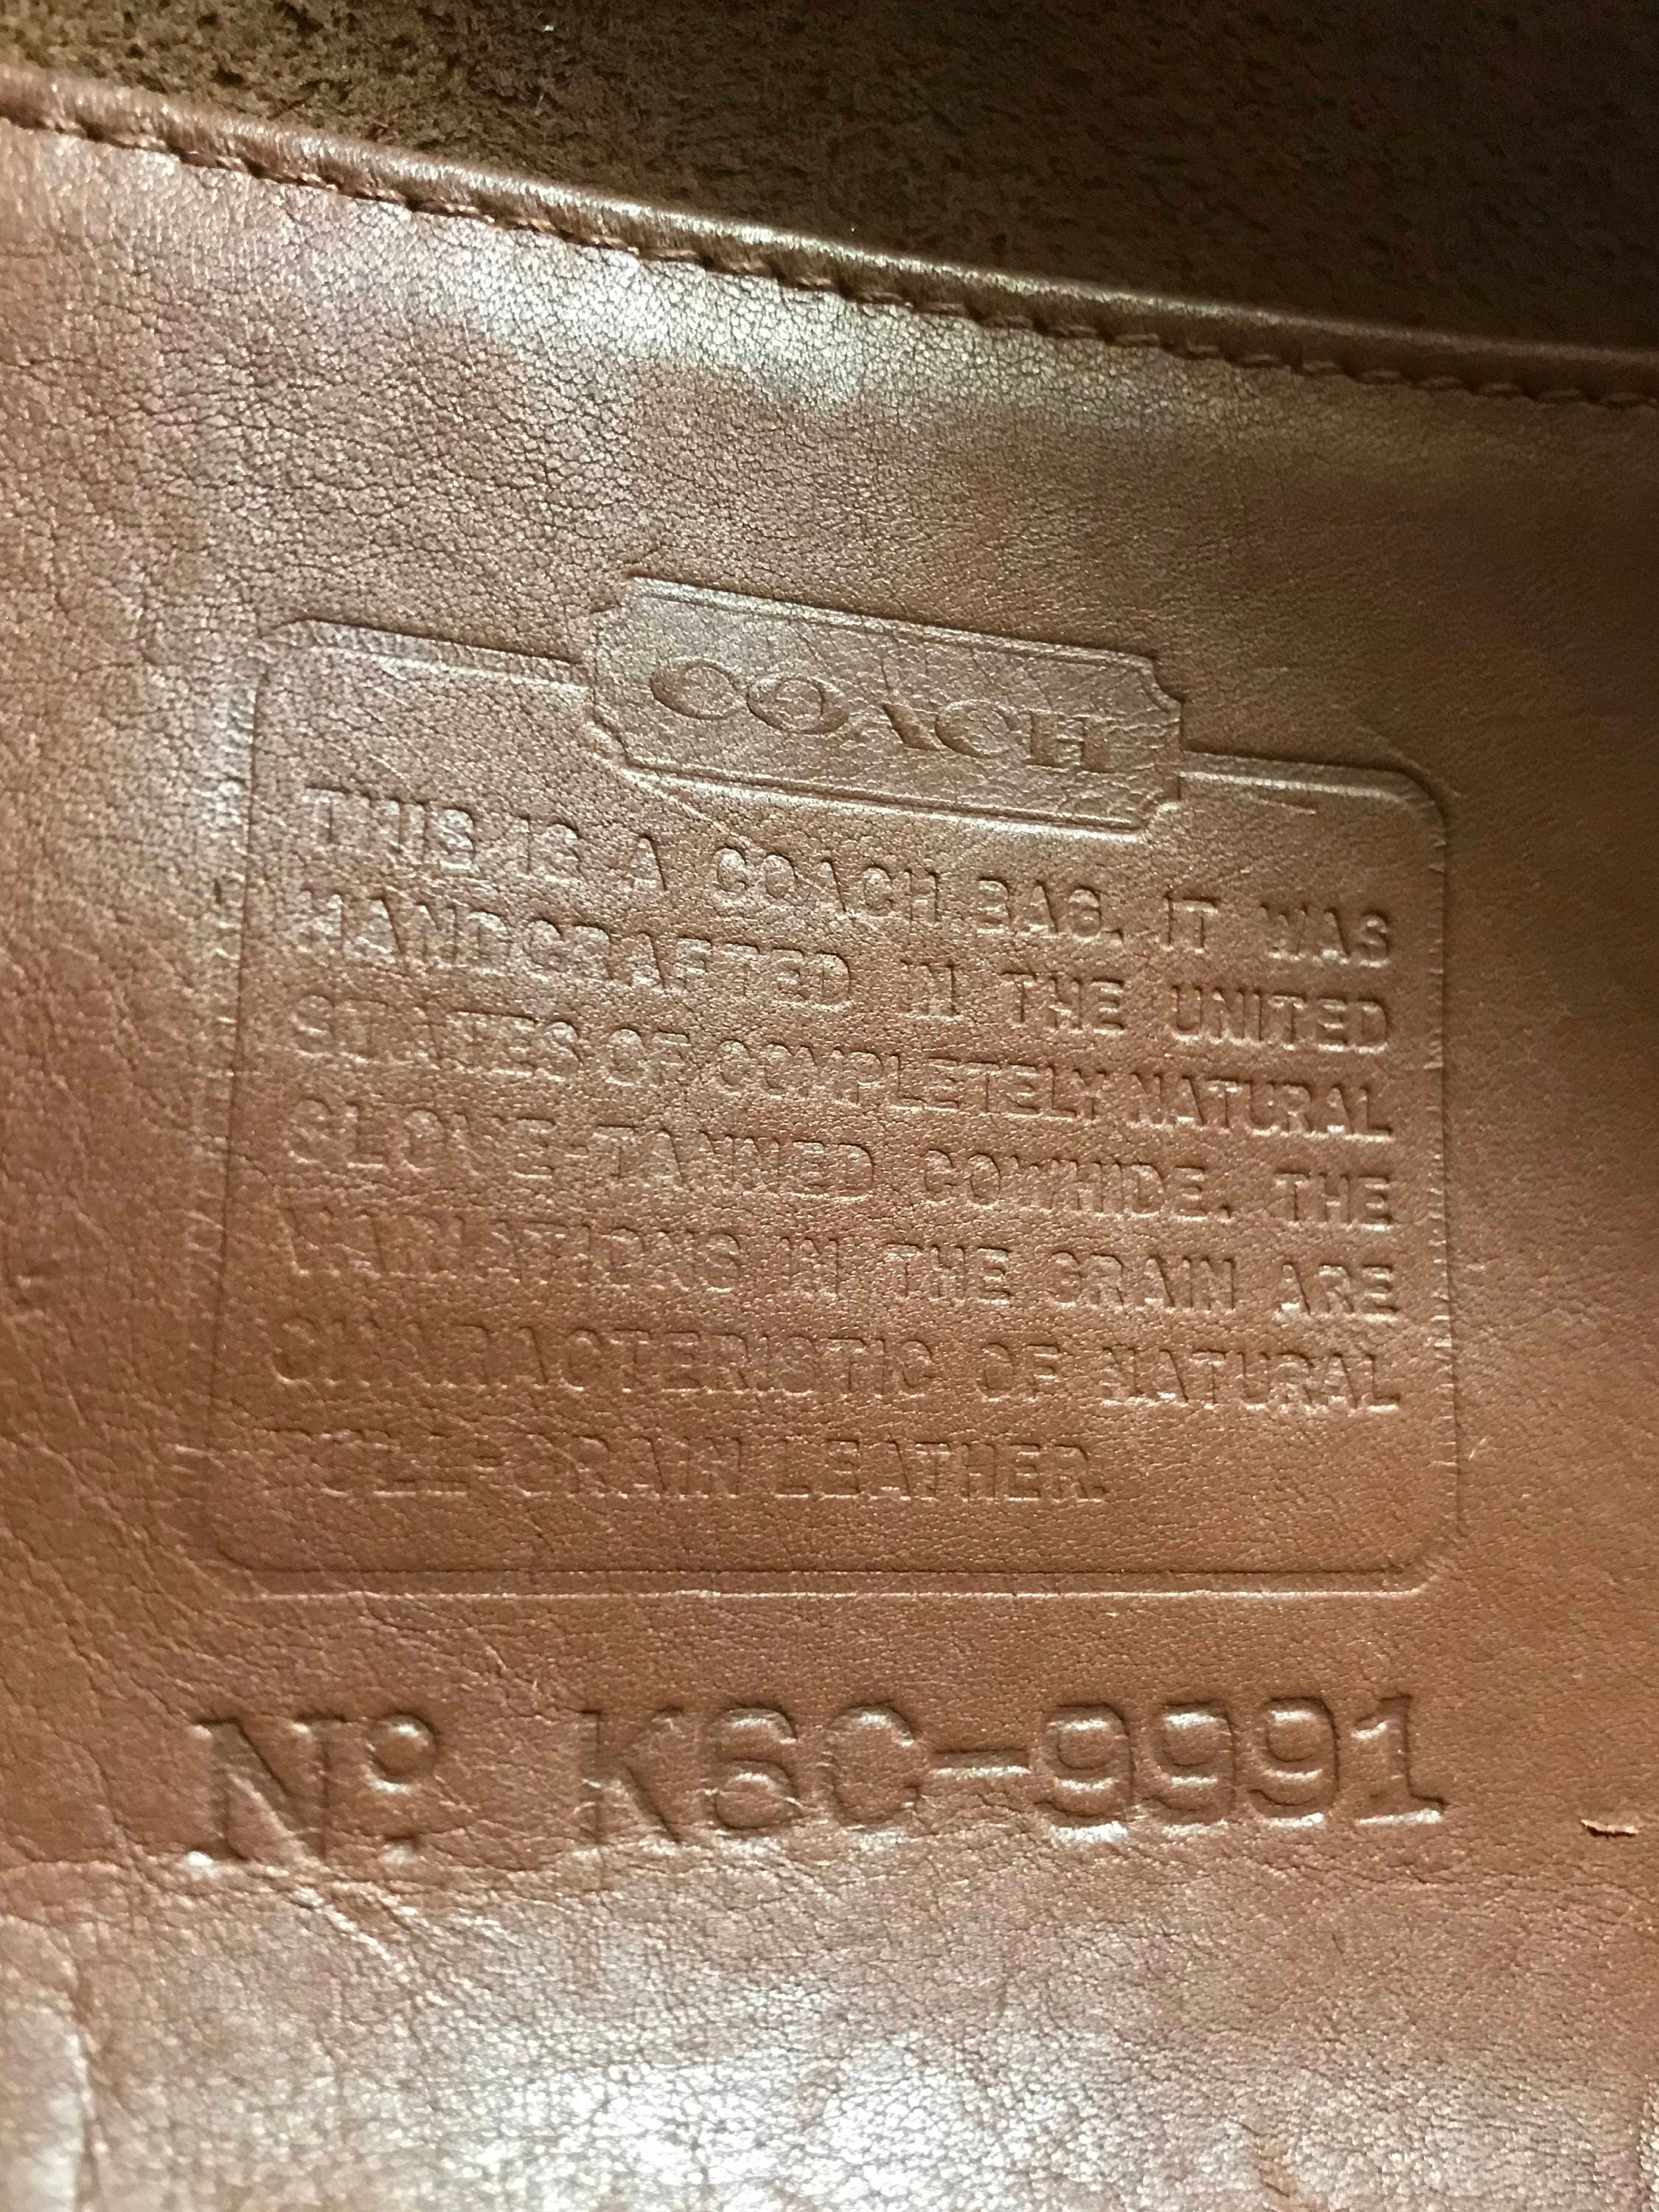 COACH
THIS IS A COACH BAG. IT WAS
HANDCRAFTED IN THE UNITED
STATES OF COMPLETELY NATURAL
GLOVE-TANNED COWHIDE. THE
VARIATIONS IN THE GRAIN ARE
CHARACTERISTIC OF NATURAL
FULL-GRAIN LEATHER.
Nº K6C-9991